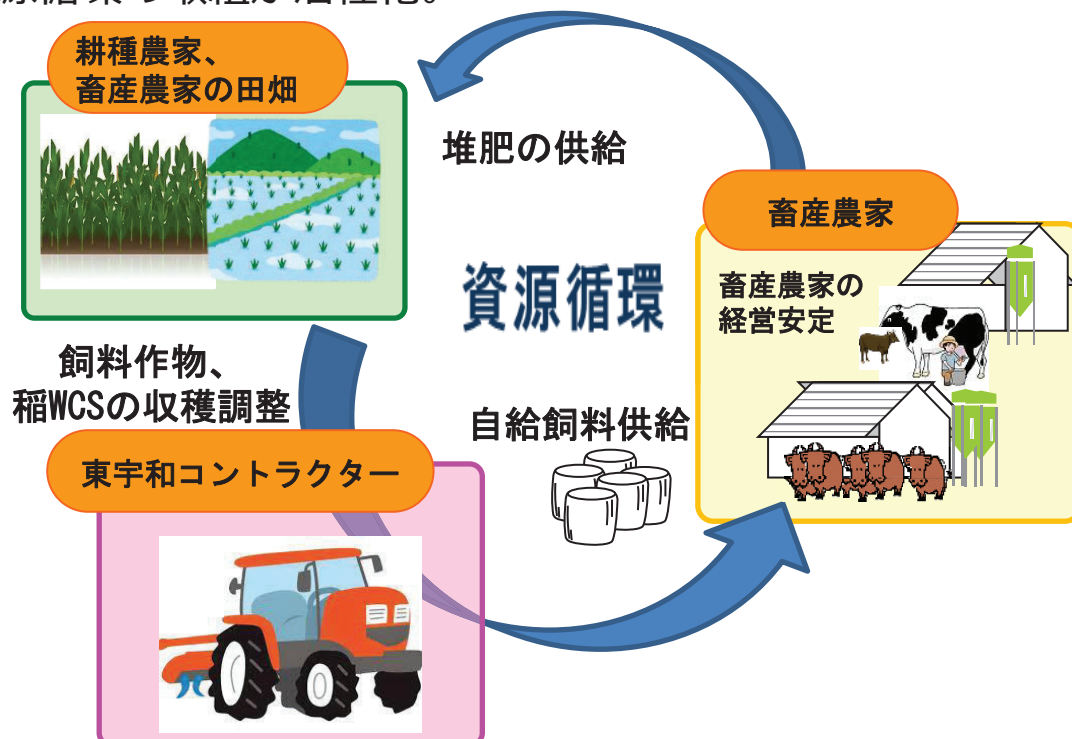 耕種農家、
畜産農家の田畑
堆肥の供給
畜産農家
畜産農家の
経営安定
資源循環
飼料作物、
稲WCSの収穫調整
自給飼料供給
東宇和コントラクター